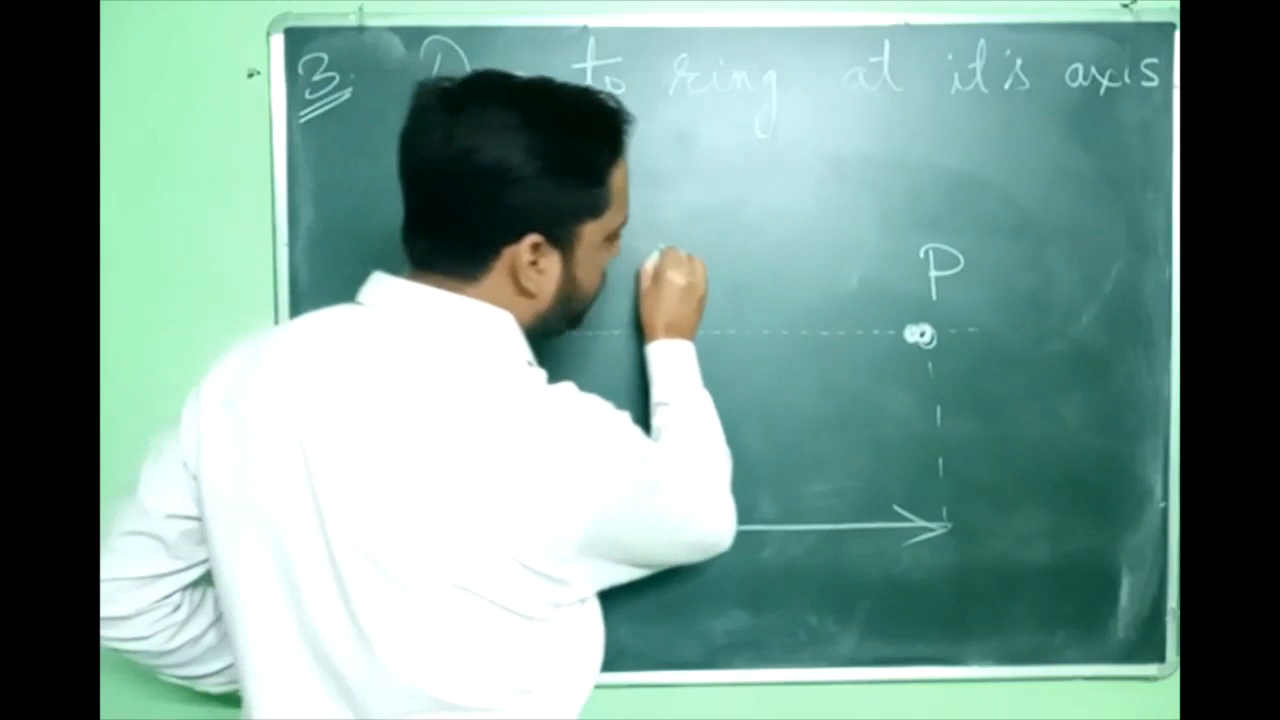 3. to ring at it's axis
P